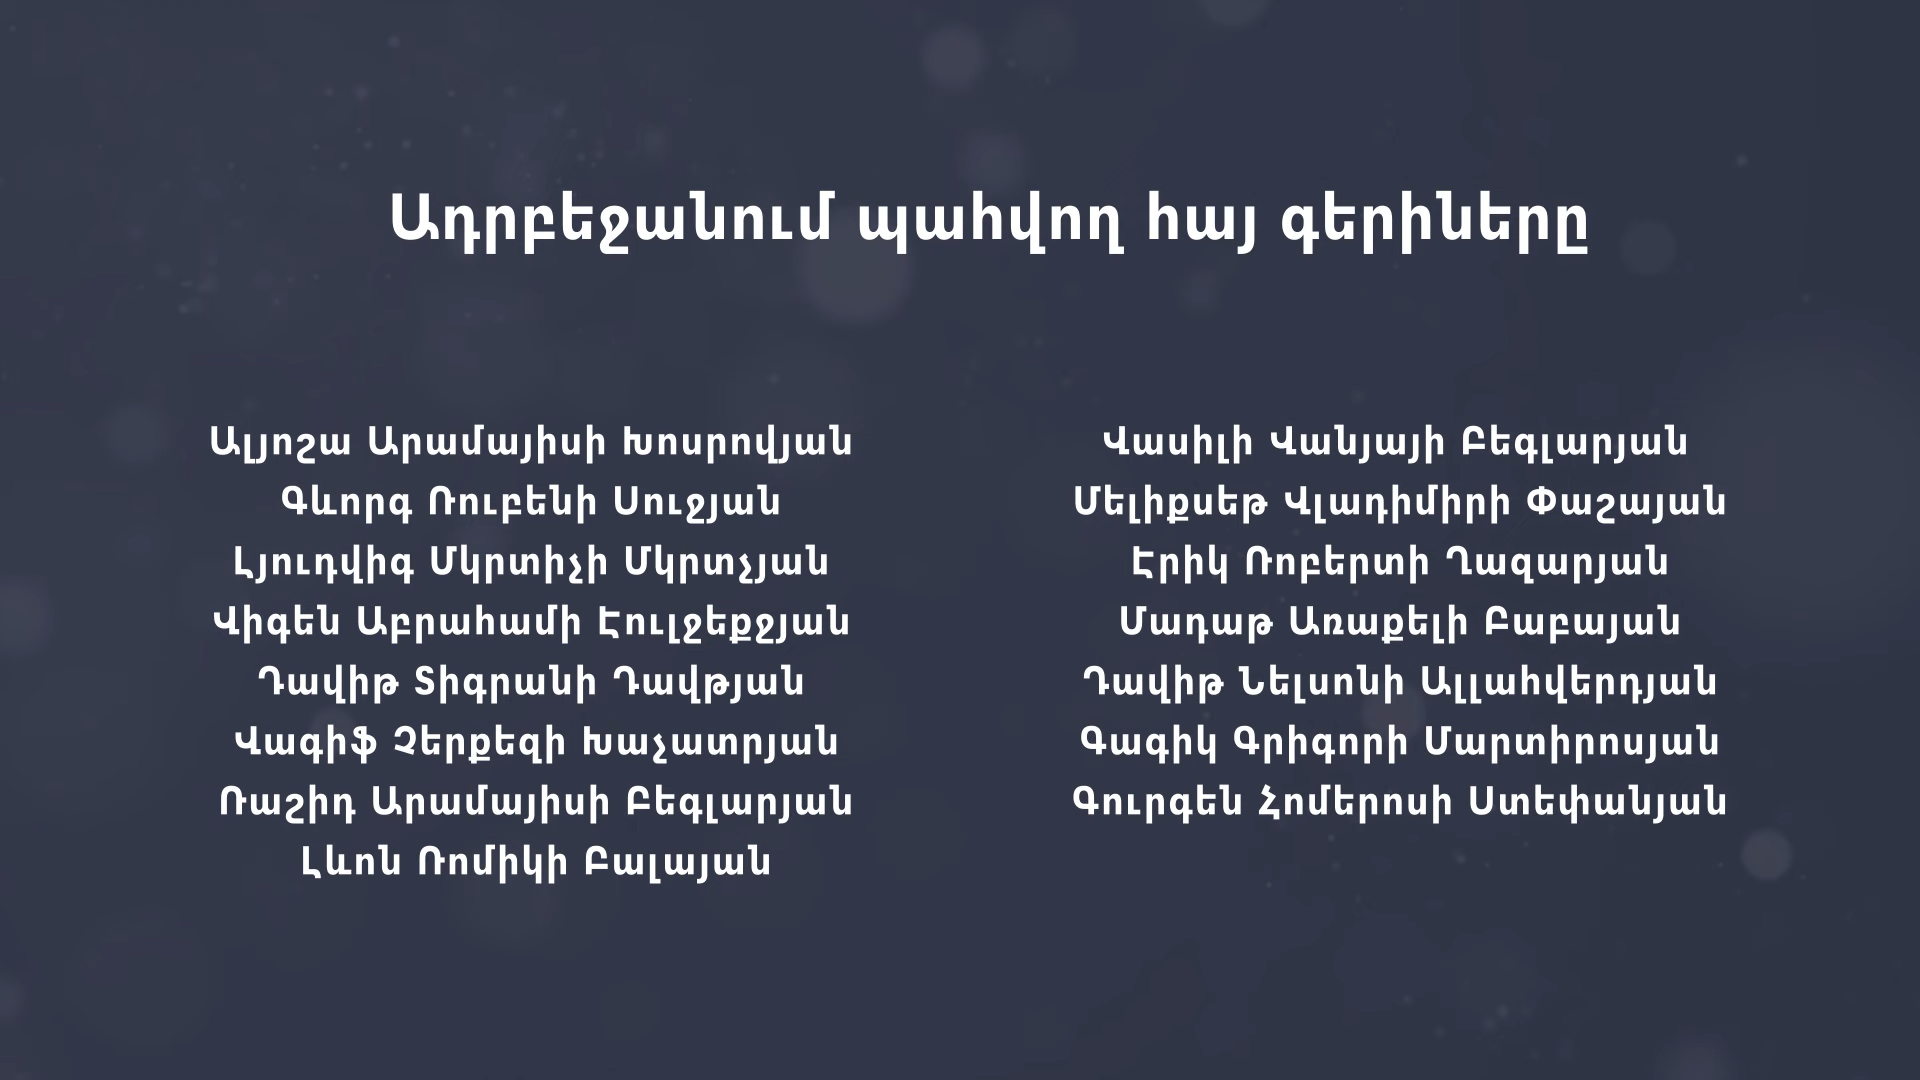 Ադրբեջանում պահվող հայ գերիները
Ալյոշա Արամայիսի Խոսրովյան
Գևորգ Ռուբենի Սուջյան
Լյուդվիգ Մկրտիչի Մկրտչյան
Վիգեն Աբրահամի Էուլջեքջյան
Դավիթ Տիգրանի Դավթյան
Վագիֆ Չերքեզի Խաչատրյան
Ռաշիդ Արամայիսի Բեգլարյան
Լևոն Ռոմիկի Բալայան
Վասիլի Վանյայի Բեգլարյան
Մելիքսեթ Վլադիմիրի Փաշայան
Էրիկ Ռոբերտի Ղազարյան
Մադաթ Առաքելի Բաբայան
Դավիթ Նելսոնի Ալլահվերդյան
Գագիկ Գրիգորի Մարտիրոսյան
Գուրգեն Հոմերոսի Ստեփանյան